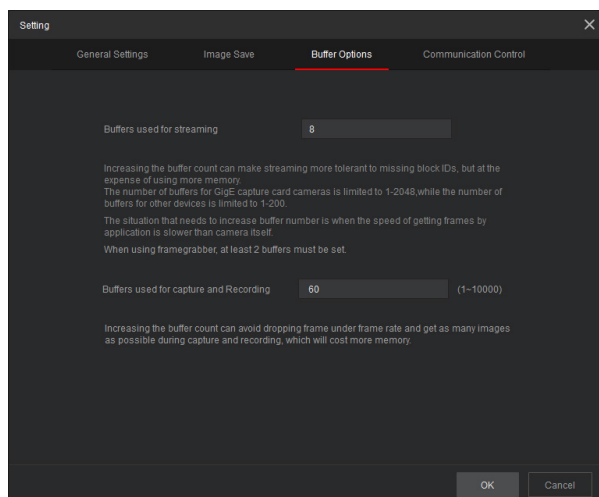 Setting
General Settings Image Save Buffer Options Communication Control
Buffers used for streaming 8
Increasing the buffer count can make streaming more tolerant to missing block IDs, but at the
expense of using more memory.
The number of buffers for GigE capture card cameras is limited to 1-2048,while the number of
buffers for other devices is limited to 1-200.
The situation that needs to increase buffer number is when the speed of getting frames by
application is slower than camera itself.
When using framegrabber, at least 2 buffers must be set.
Buffers used for capture and Recording 60 (1~10000)
Increasing the buffer count can avoid dropping frame under frame rate and get as many images
as possible during capture and recording, which will cost more memory.
OK Cancel